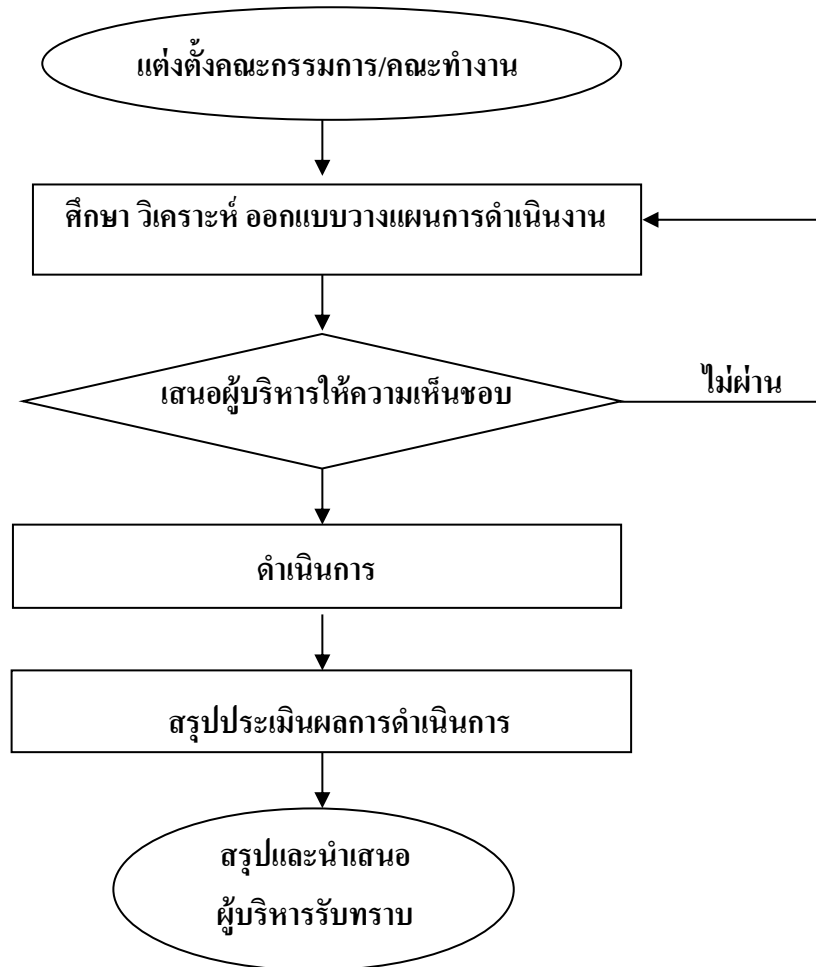 แต่งตั้งคณะกรรมการ/คณะทำงาน
ศึกษา วิเคราะห์ ออกแบบวางแผนการดำเนินงาน
เสนอผู้บริหารให้ความเห็นชอบ
ไม่ผ่าน
ดำเนินการ
สรุปประเมินผลการดำเนินการ
สรุปและนำเสนอ
ผู้บริหารรับทราบ